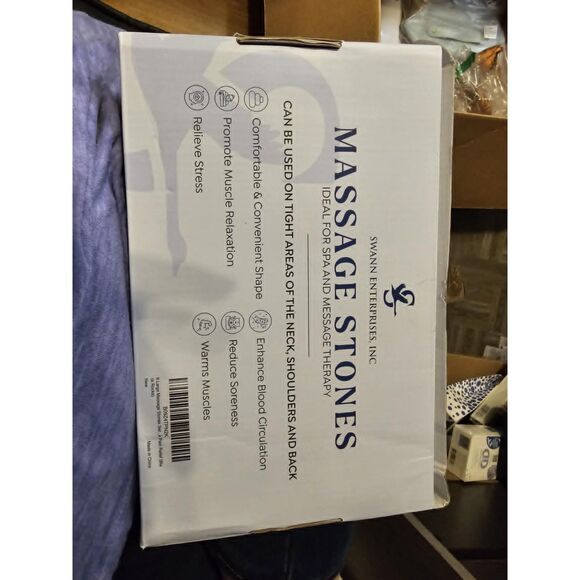 SWANN ENTERPRISES, INC
MASSAGE STONES
IDEAL FOR SPA AND MESSAGE THERAPY
CAN BE USED ON TIGHT AREAS OF THE NECK, SHOULDERS AND BACK
Comfortable & Convenient Shape
Enhance Blood Circulation
Promote Muscle Relaxation
Reduce Soreness
Relieve Stress
Warms Muscles
New
Made in China